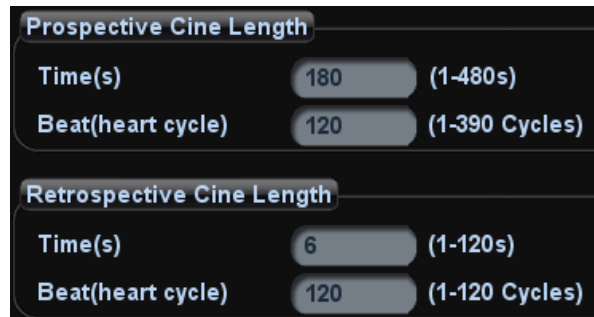 Prospective Cine Length
Time(s) 180 (1-480s)
Beat(heart cycle) 120 (1-390 Cycles)
Retrospective Cine Length
Time(s) 6 (1-120s)
Beat(heart cycle) 120 (1-120 Cycles)